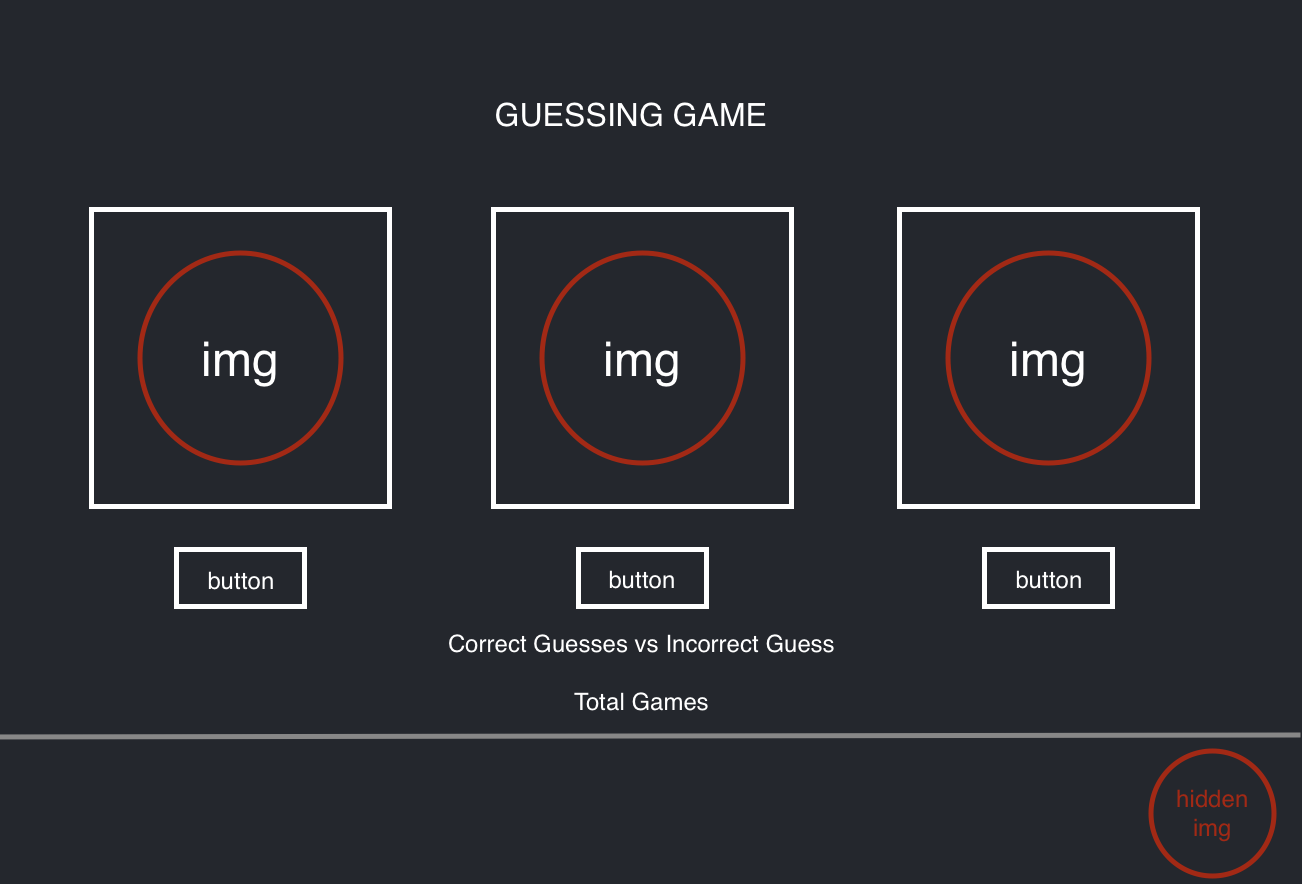 GUESSING GAME
img
img
img
button
button
button
Correct Guesses vs Incorrect Guess
Total Games
hidden
img